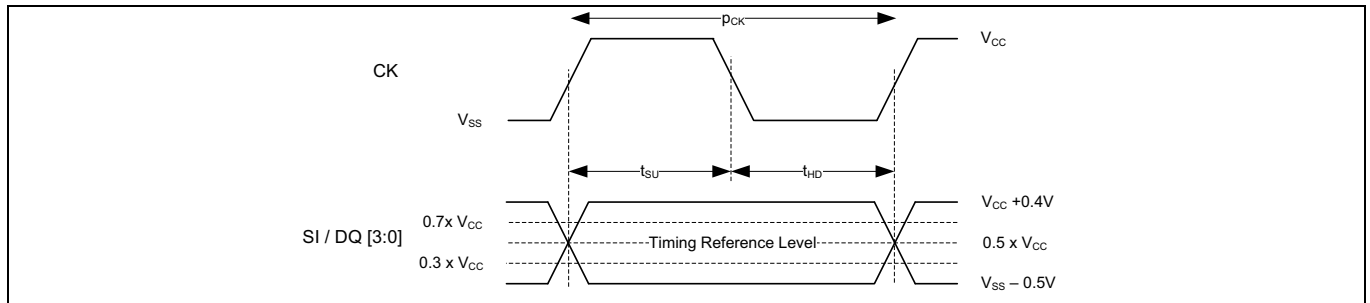 pCK
CK
VCC
VSS
tSU
tHD
VCC +0.4V
0.7x VCC
SI / DQ [3:0]
Timing Reference Level
0.5 x VCC
0.3 x VCC
VSS – 0.5V